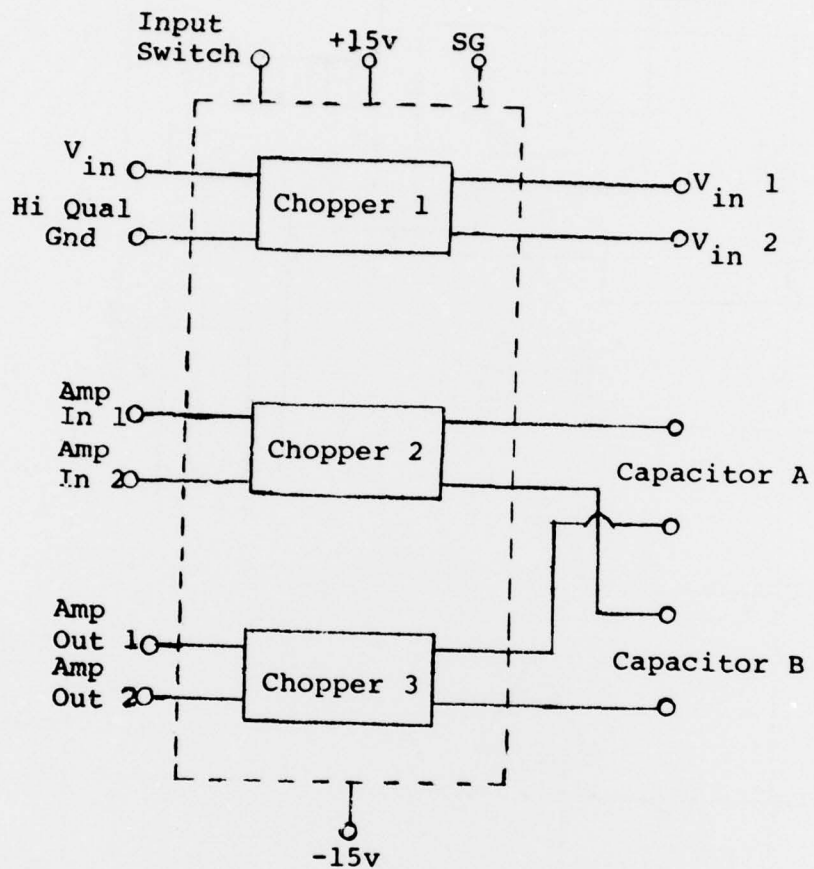 Input
Switch
+15v
SG
V in
Hi Qual
Gnd
Chopper 1
V in 1
V in 2
Amp
In 1
Amp
In 2
Chopper 2
Capacitor A
Amp
Out 1
Amp
Out 2
Chopper 3
Capacitor B
-15v